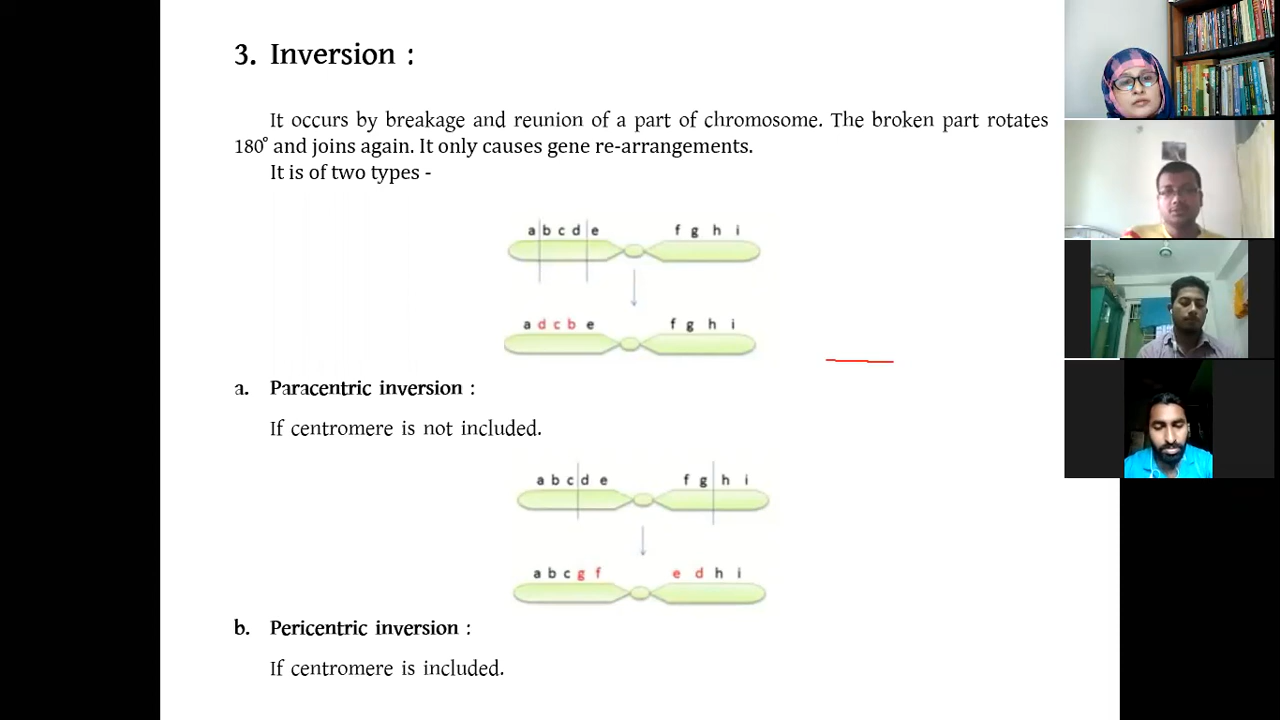 3. Inversion :
It occurs by breakage and reunion of a part of chromosome. The broken part rotates
180° and joins again. It only causes gene re-arrangements.
It is of two types -
a b c d e f g h i
a d c b e f g h i
a. Paracentric inversion :
If centromere is not included.
a b c d e f g h i
a b c g f e d h i
b. Pericentric inversion :
If centromere is included.